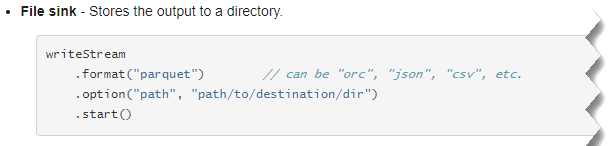 • File sink - Stores the output to a directory.
writeStream
    .format("parquet")        // can be "orc", "json", "csv", etc.
    .option("path", "path/to/destination/dir")
    .start()